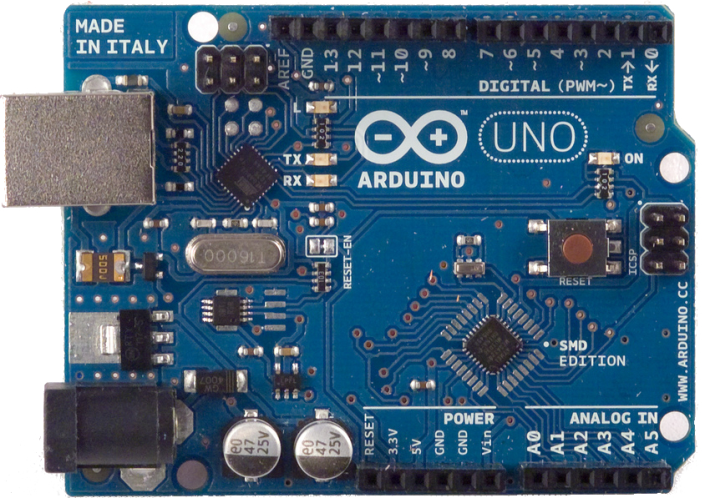 MADE
IN ITALY
AREF
GND
13
12
~11
~10
~9
8
7
~6
~5
4
~3
2
TX→1
RX←0
DIGITAL (PWM~)
L
TX
RX
™
ARDUINO
UNO
ON
T16000
RESET-EN
RESET
ICSP
SMD
EDITION
WWW.ARDUINO.CC
47
25V
47
25V
POWER
ANALOG IN
RESET
3.3V
5V
GND
GND
Vin
A0
A1
A2
A3
A4
A5